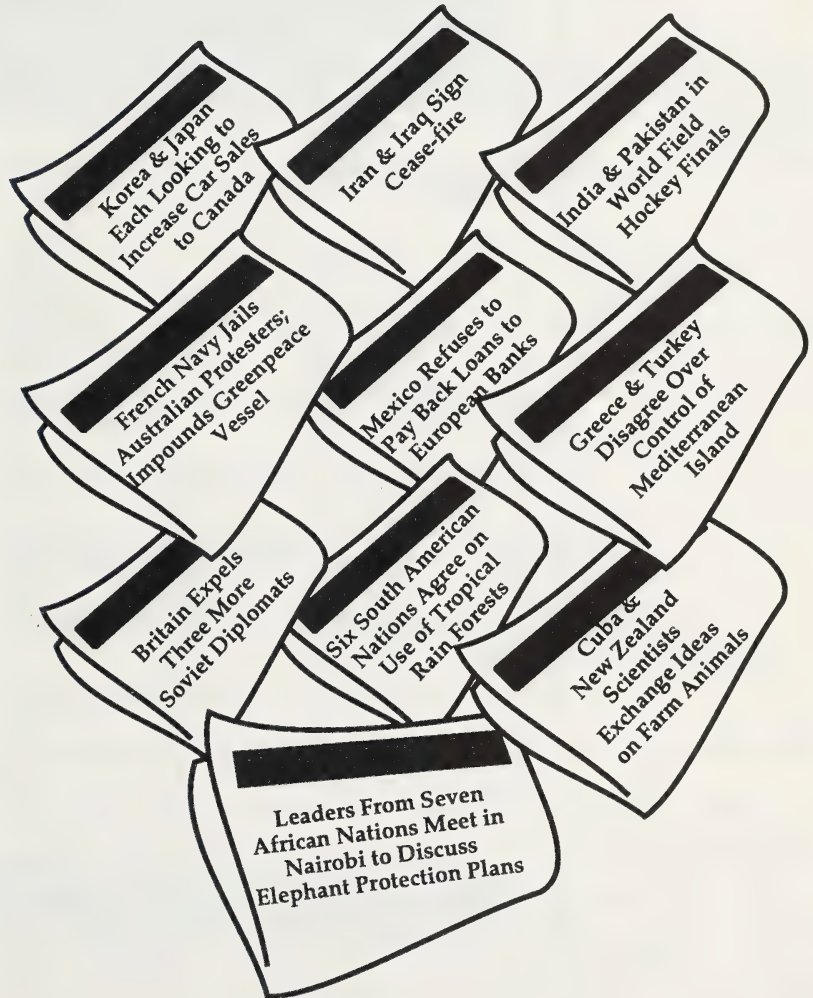 Korea & Japan
Each Looking to
Increase Car Sales
to Canada
Iran & Iraq Sign
Cease-fire
India & Pakistan in
World Field
Hockey Finals
French Navy Jails
Australian Protesters;
Impounds Greenpeace
Vessel
Mexico Refuses to
Pay Back Loans to
European Banks
Greece & Turkey
Disagree Over
Control of
Mediterranean
Island
Britain Expels
Three More
Soviet Diplomats
Six South American
Nations Agree on
Use of Tropical
Rain Forests
Cuba &
New Zealand
Scientists
Exchange Ideas
on Farm Animals
Leaders From Seven
African Nations Meet in
Nairobi to Discuss
Elephant Protection Plans